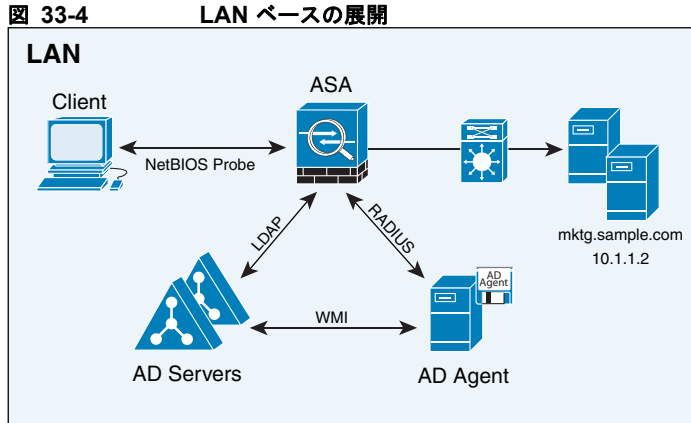 図 33-4 LAN ベースの展開
LAN
Client
ASA
NetBIOS Probe
mktg.sample.com
10.1.1.2
LDAP
RADIUS
AD
Agent
WMI
AD Servers
AD Agent